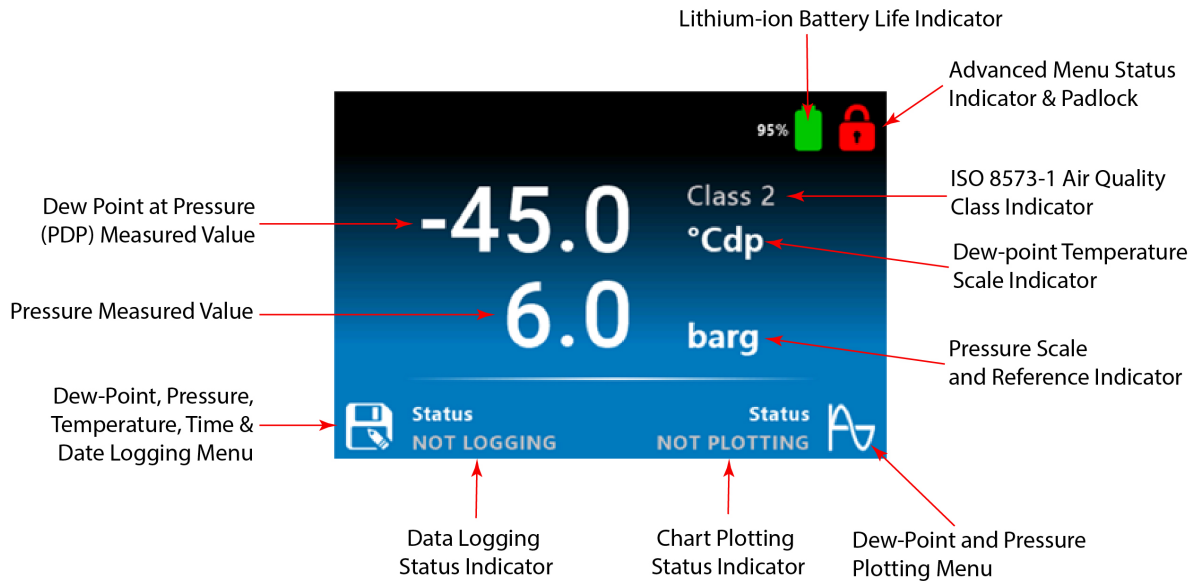 Lithium-ion Battery Life Indicator
Advanced Menu Status
Indicator & Padlock
95%
ISO 8573-1 Air Quality
Class Indicator
Class 2
Dew Point at Pressure
(PDP) Measured Value
-45.0
°Cdp
Dew-point Temperature
Scale Indicator
Pressure Measured Value
6.0
barg
Pressure Scale
and Reference Indicator
Dew-Point, Pressure,
Temperature, Time &
Date Logging Menu
Status
NOT LOGGING
Status
NOT PLOTTING
Data Logging
Status Indicator
Chart Plotting
Status Indicator
Dew-Point and Pressure
Plotting Menu